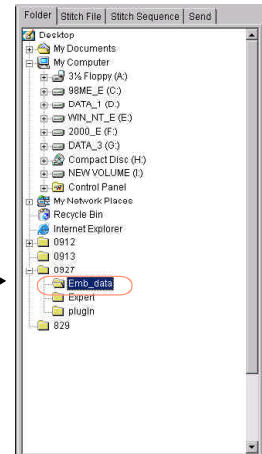 Folder Stitch File Stitch Sequence Send
Desktop
My Documents
My Computer
3½ Floppy (A:)
98ME_E (C:)
DATA_1 (D:)
WIN_NT_E (E:)
2000_E (F:)
DATA_3 (G:)
Compact Disc (H:)
NEW VOLUME (I:)
Control Panel
My Network Places
Recycle Bin
Internet Explorer
0912
0913
0927
Emb_data
Expert
plugin
829